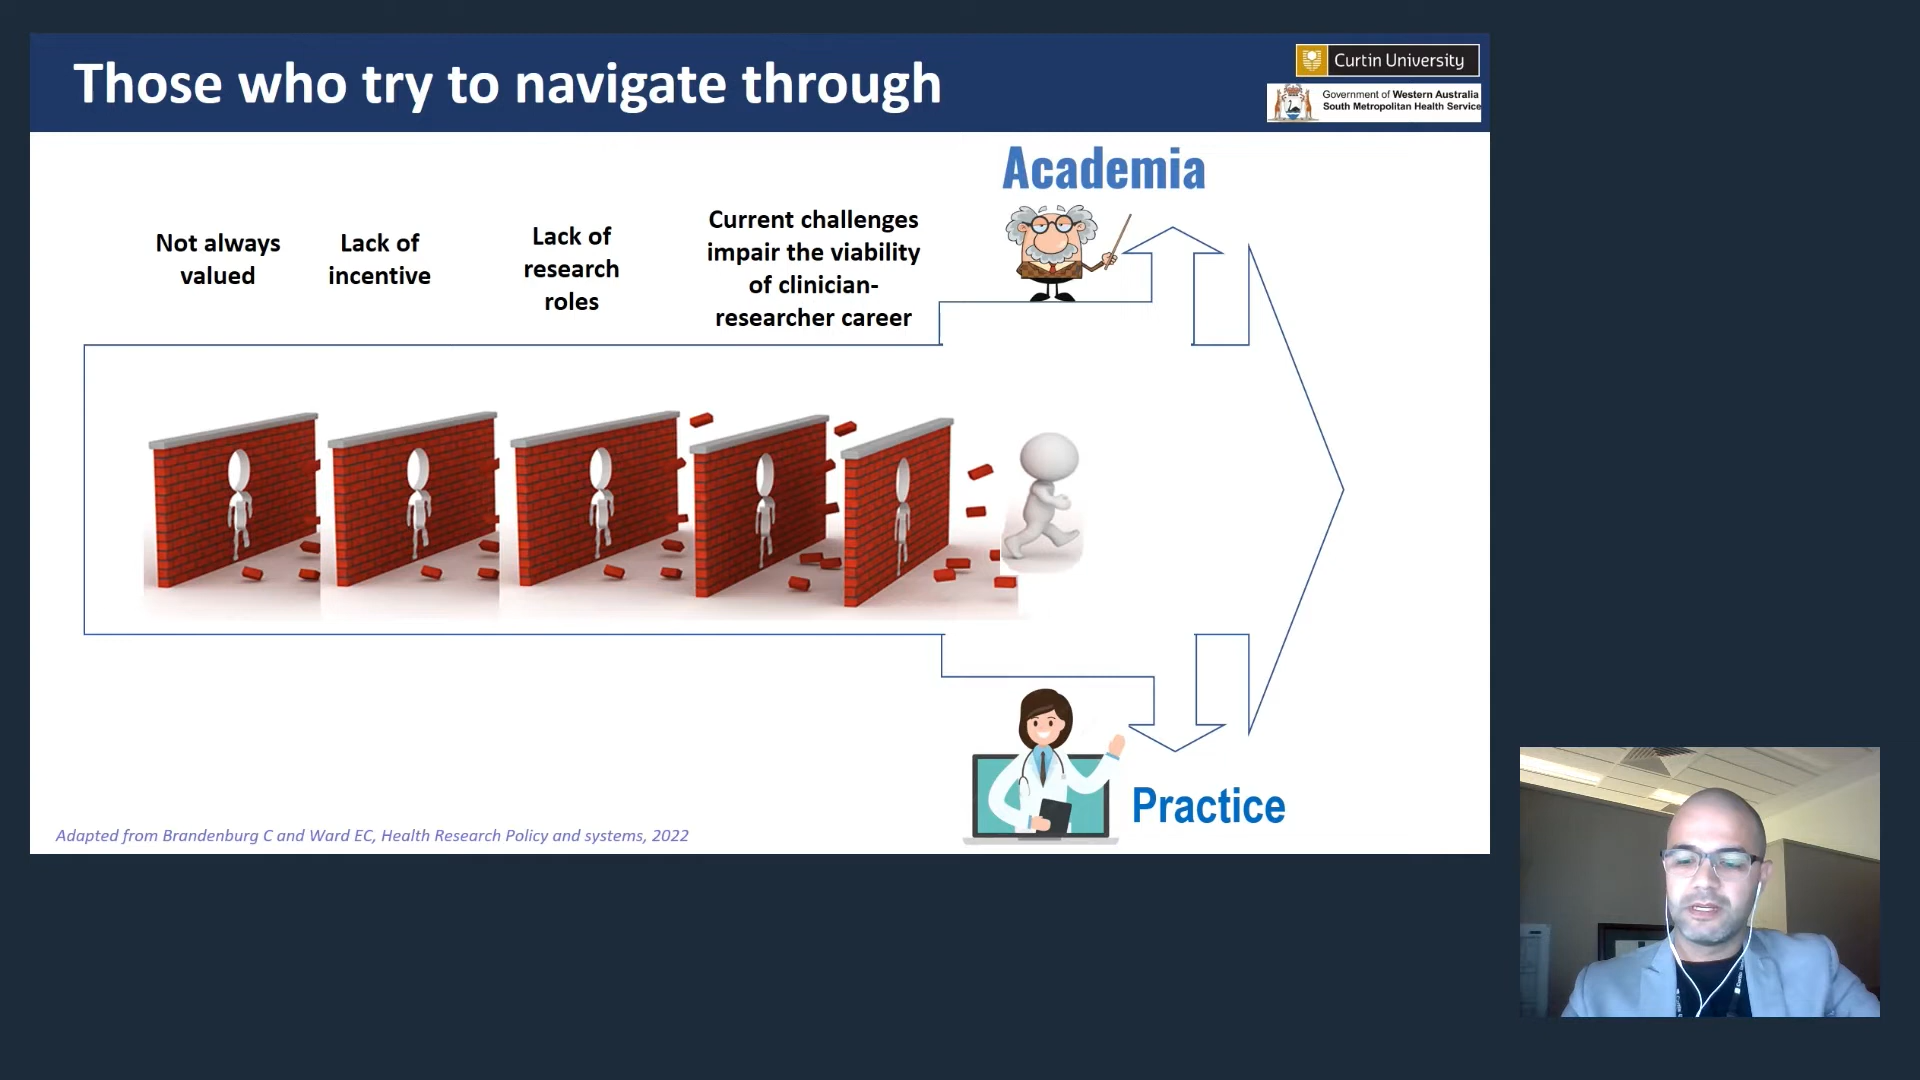 Those who try to navigate through
Curtin University
Government of Western Australia
South Metropolitan Health Service
Academia
Not always
valued
Lack of
incentive
Lack of
research
roles
Current challenges
impair the viability
of clinician-
researcher career
Practice
Adapted from Brandenburg C and Ward EC, Health Research Policy and systems, 2022